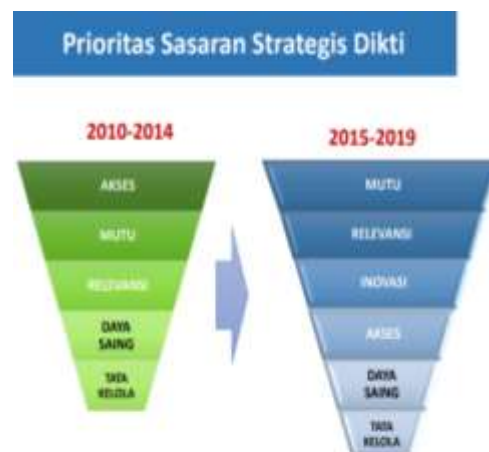 Prioritas Sasaran Strategis Dikti
2010-2014
AKSES
MUTU
RELEVANSI
DAYA
SAING
TATA
KELOLA
2015-2019
MUTU
RELEVANSI
INOVASI
AKSES
DAYA
SAING
TATA
KELOLA